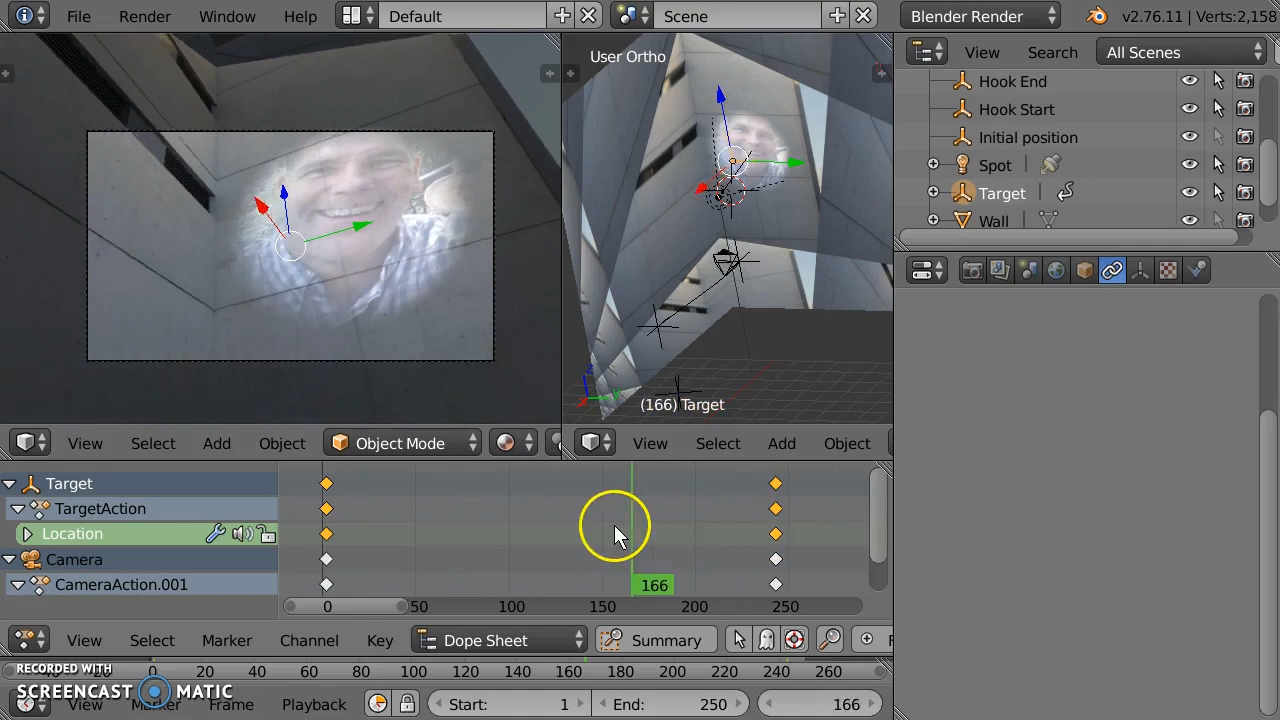 File Render Window Help Default Scene Blender Render v2.76.11 | Verts:2,158
User Ortho
View Search All Scenes
Hook End
Hook Start
Initial position
Spot
Target
Wall
(166) Target
View Select Add Object Object Mode View Select Add Object
Target
TargetAction
Location
Camera
CameraAction.001
166
0 50 100 150 200 250
View Select Marker Channel Key Dope Sheet Summary
20 40 60 80 100 120 140 160 180 200 220 240 260
RECORDED WITH
SCREENCAST MATIC
View Marker Frame Playback Start: 1 End: 250 166